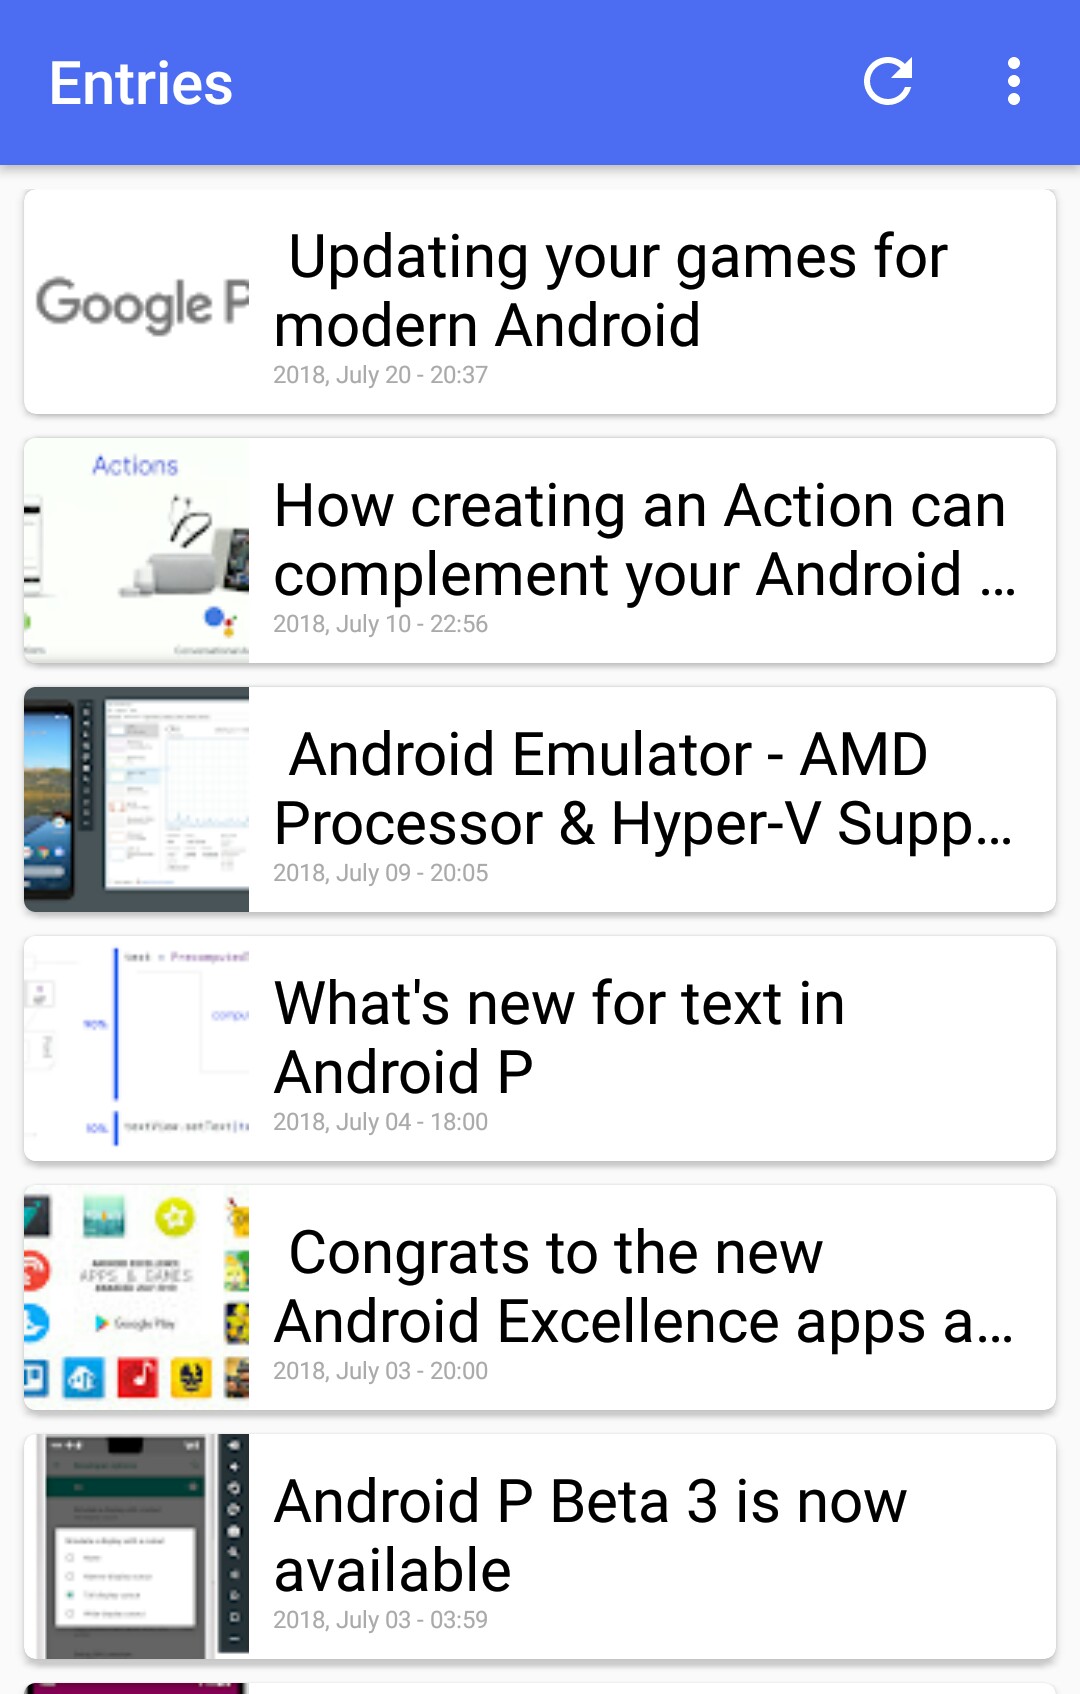 Entries
Google P
Updating your games for
modern Android
2018, July 20 - 20:37
Actions
How creating an Action can
complement your Android ...
2018, July 10 - 22:56
Android Emulator - AMD
Processor & Hyper-V Supp...
2018, July 09 - 20:05
What's new for text in
Android P
2018, July 04 - 18:00
APPS & GAMES
Google Play
Congrats to the new
Android Excellence apps a...
2018, July 03 - 20:00
Android P Beta 3 is now
available
2018, July 03 - 03:59